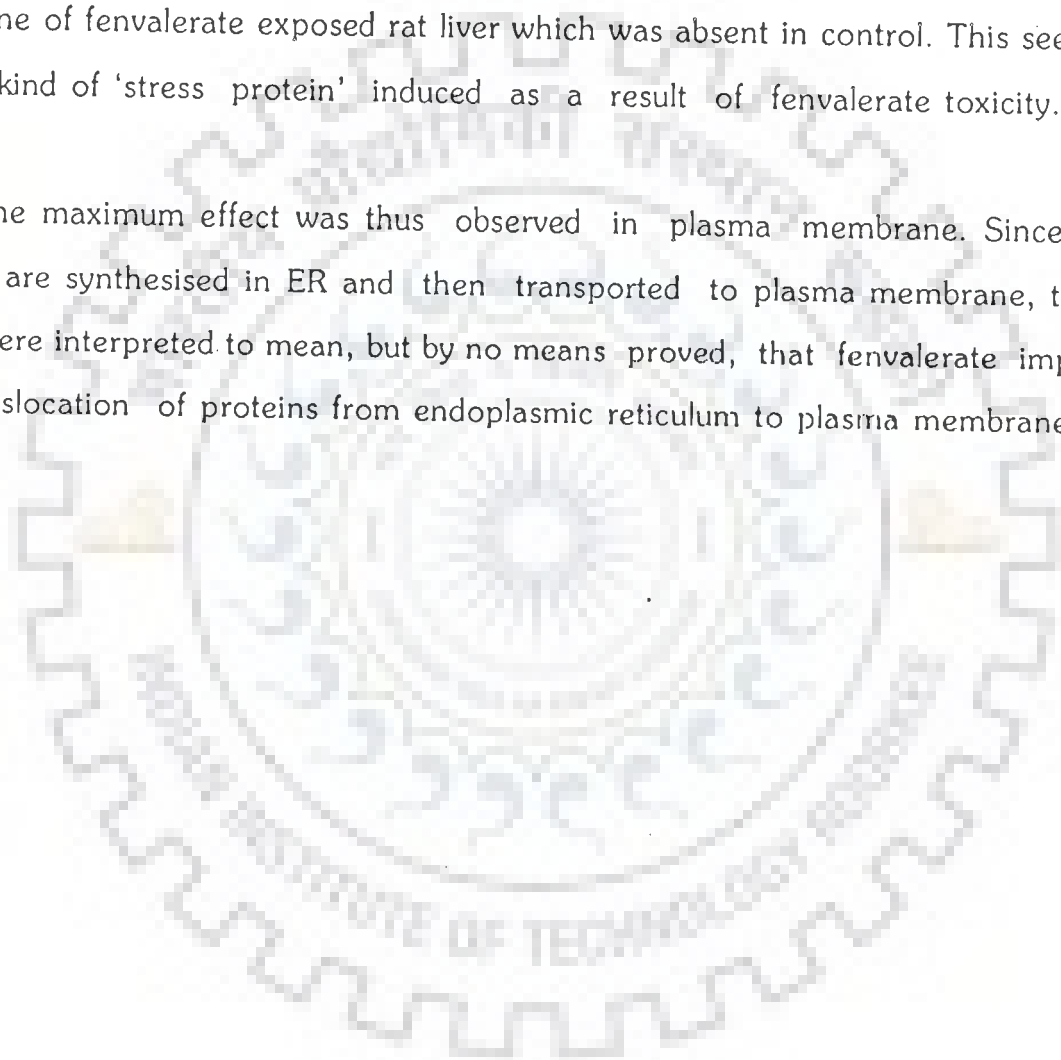 ne of fenvalerate exposed rat liver which was absent in control. This see
kind of ‘stress protein’ induced as a result of fenvalerate toxicity.
ne maximum effect was thus observed in plasma membrane. Since
are synthesised in ER and then transported to plasma membrane, t
ere interpreted to mean, but by no means proved, that fenvalerate imp
slocation of proteins from endoplasmic reticulum to plasma membrane
INSTITUTE OF TECHNOLOGY